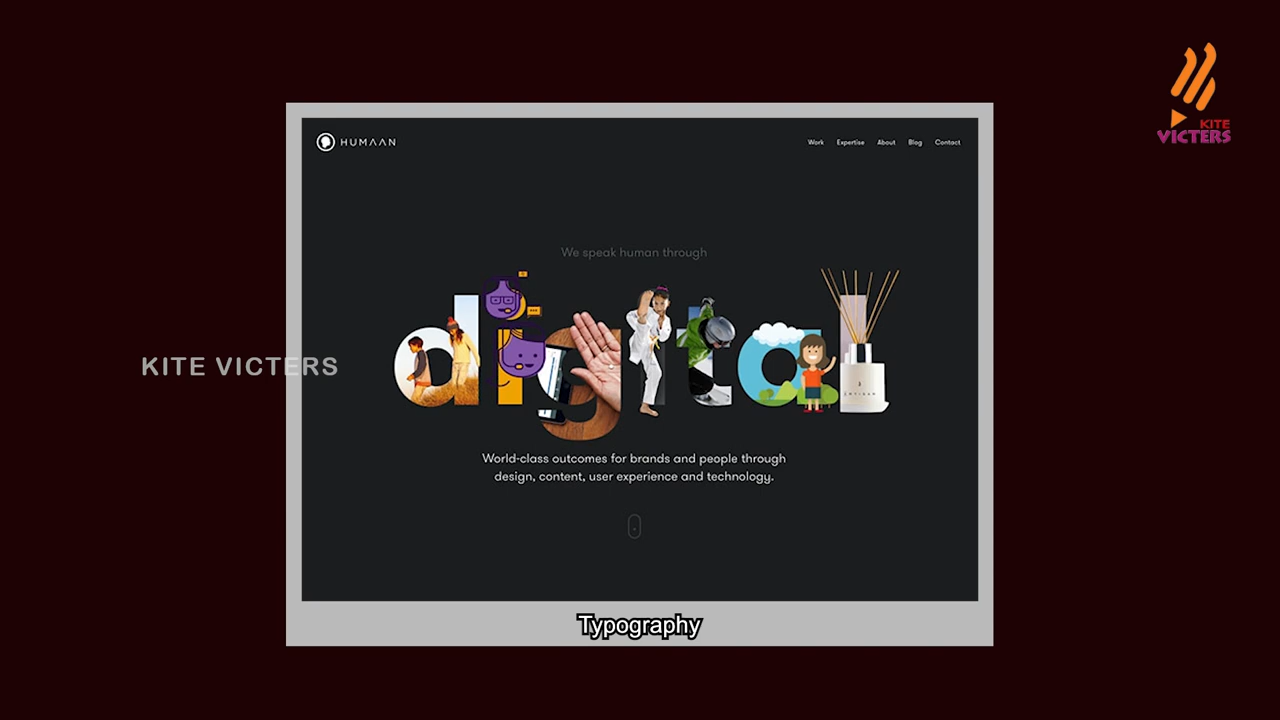 KITE
VICTERS
HUMAAN
Work Expertise About Blog Contact
We speak human through
digital
KITE VICTERS
World-class outcomes for brands and people through
design, content, user experience and technology.
Typography